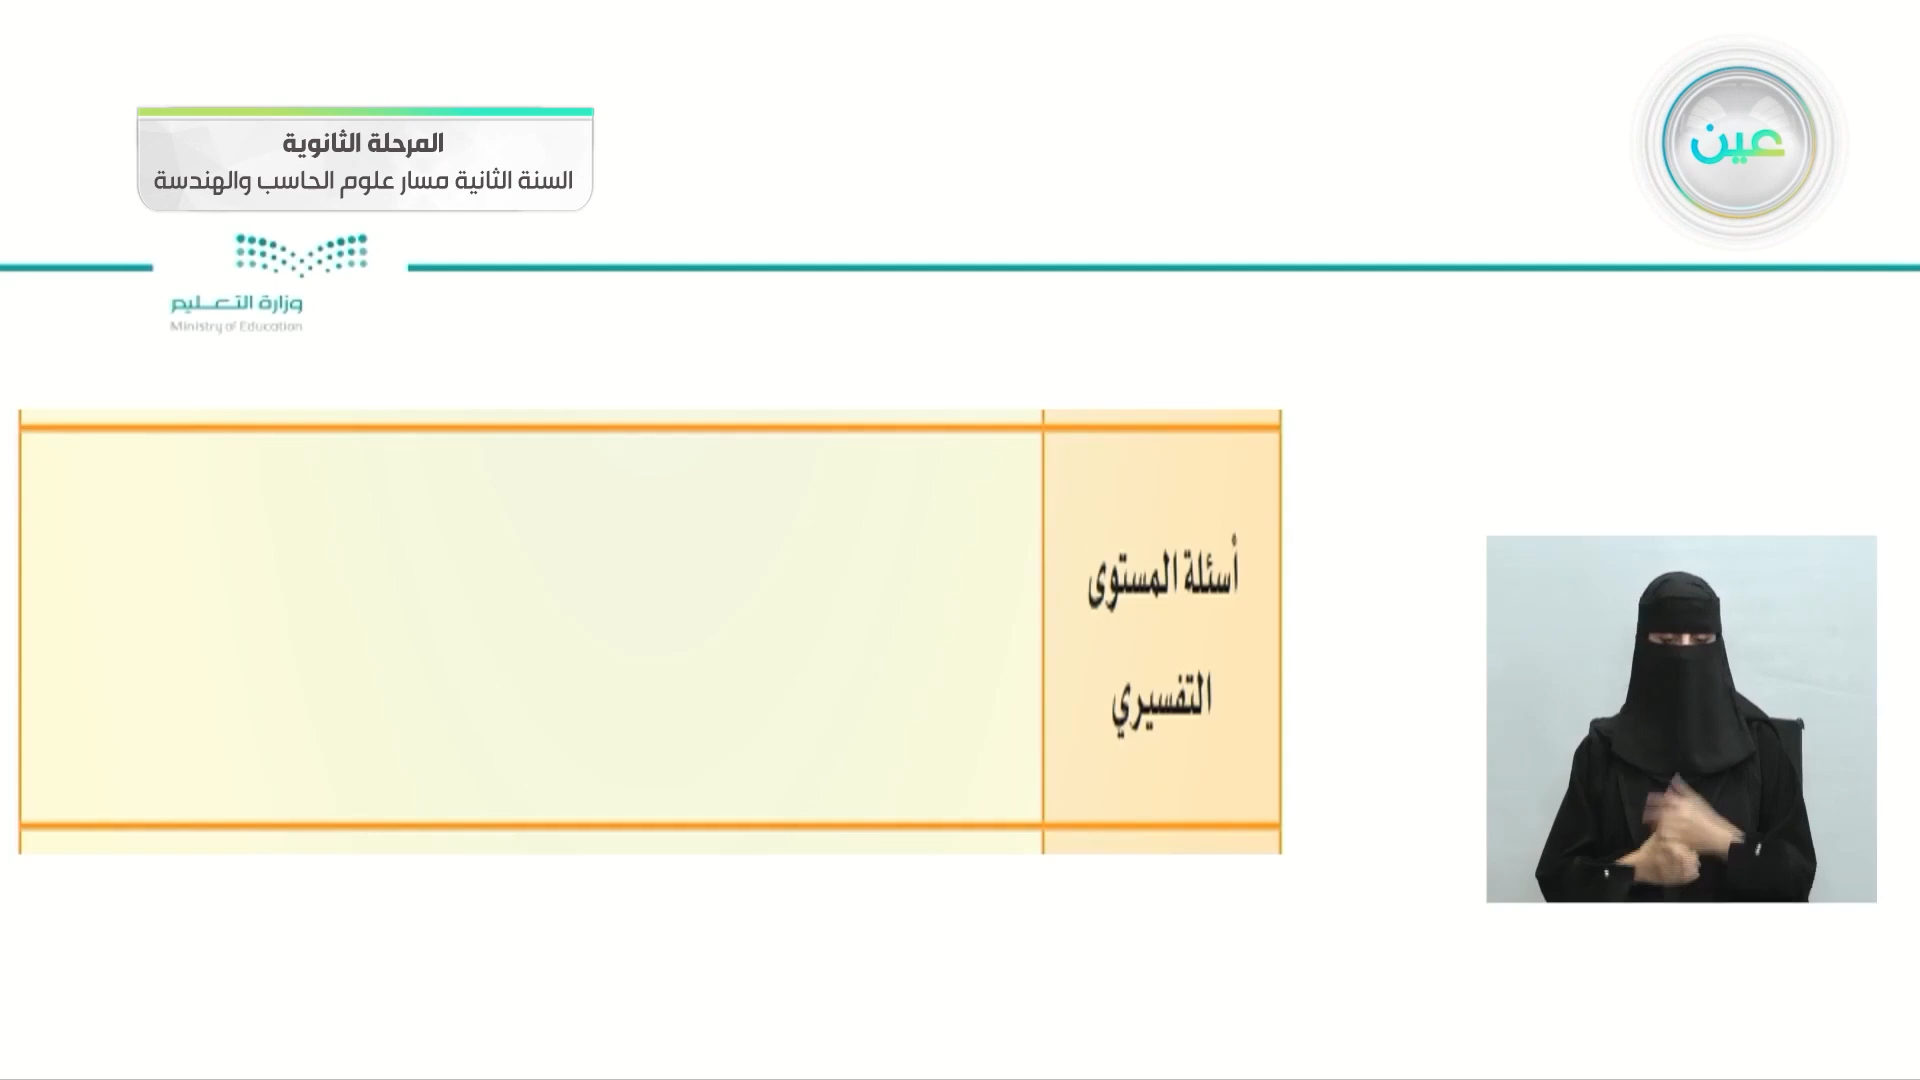 عين
المرحلة الثانوية
السنة الثانية مسار علوم الحاسب والهندسة
وزارة التعليم
Ministry of Education
أسئلة المستوى
التفسيري